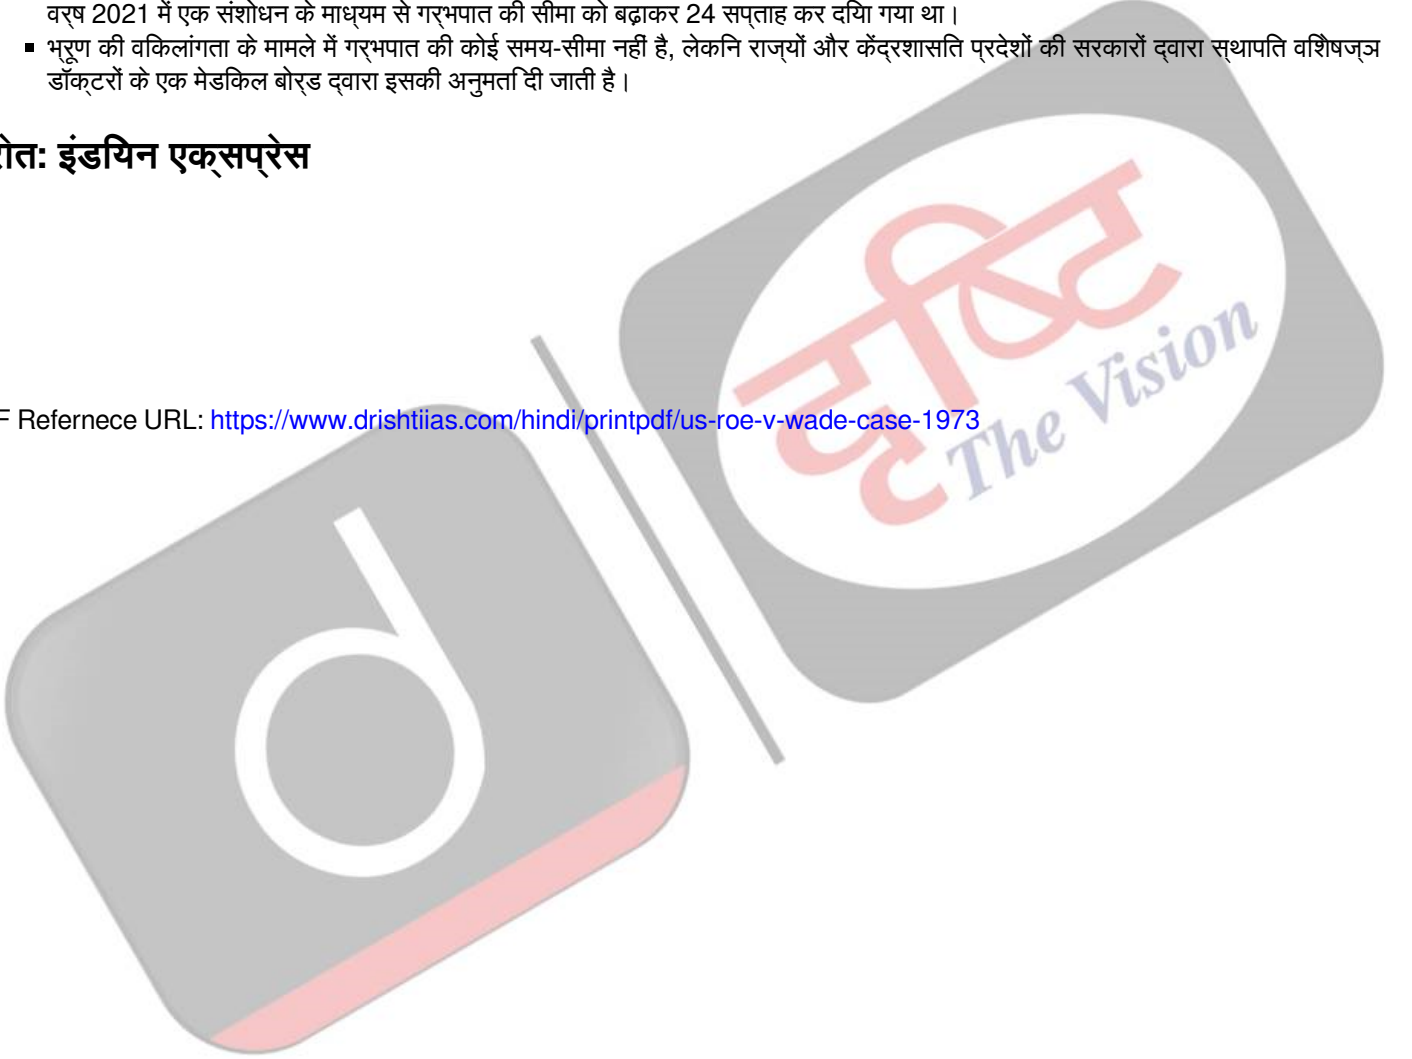 वर्ष 2021 में एक संशोधन के माध्यम से गर्भपात की सीमा को बढ़ाकर 24 सप्ताह कर दिया गया था।
▪ भ्रूण की विकलांगता के मामले में गर्भपात की कोई समय-सीमा नहीं है, लेकिन राज्यों और केंद्रशासित प्रदेशों की सरकारों द्वारा स्थापित विशेषज्ञ
डॉक्टरों के एक मेडिकल बोर्ड द्वारा इसकी अनुमति दी जाती है।
रोत: इंडियन एक्सप्रेस
दृष्टि
The Vision
F Refernece URL: https://www.drishtiias.com/hindi/printpdf/us-roe-v-wade-case-1973
d